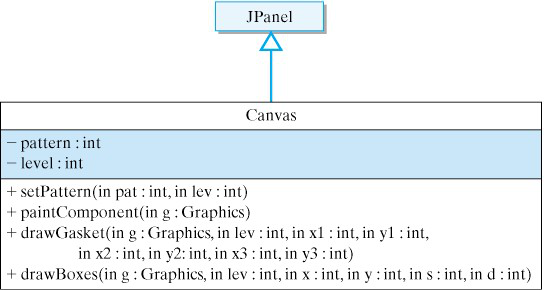 JPanel
Canvas
− pattern : int
− level : int
+ setPattern(in pat : int, in lev : int)
+ paintComponent(in g : Graphics)
+ drawGasket(in g : Graphics, in lev : int, in x1 : int, in y1 : int,
in x2 : int, in y2: int, in x3 : int, in y3 : int)
+ drawBoxes(in g : Graphics, in lev : int, in x : int, in y : int, in s : int, in d : int)